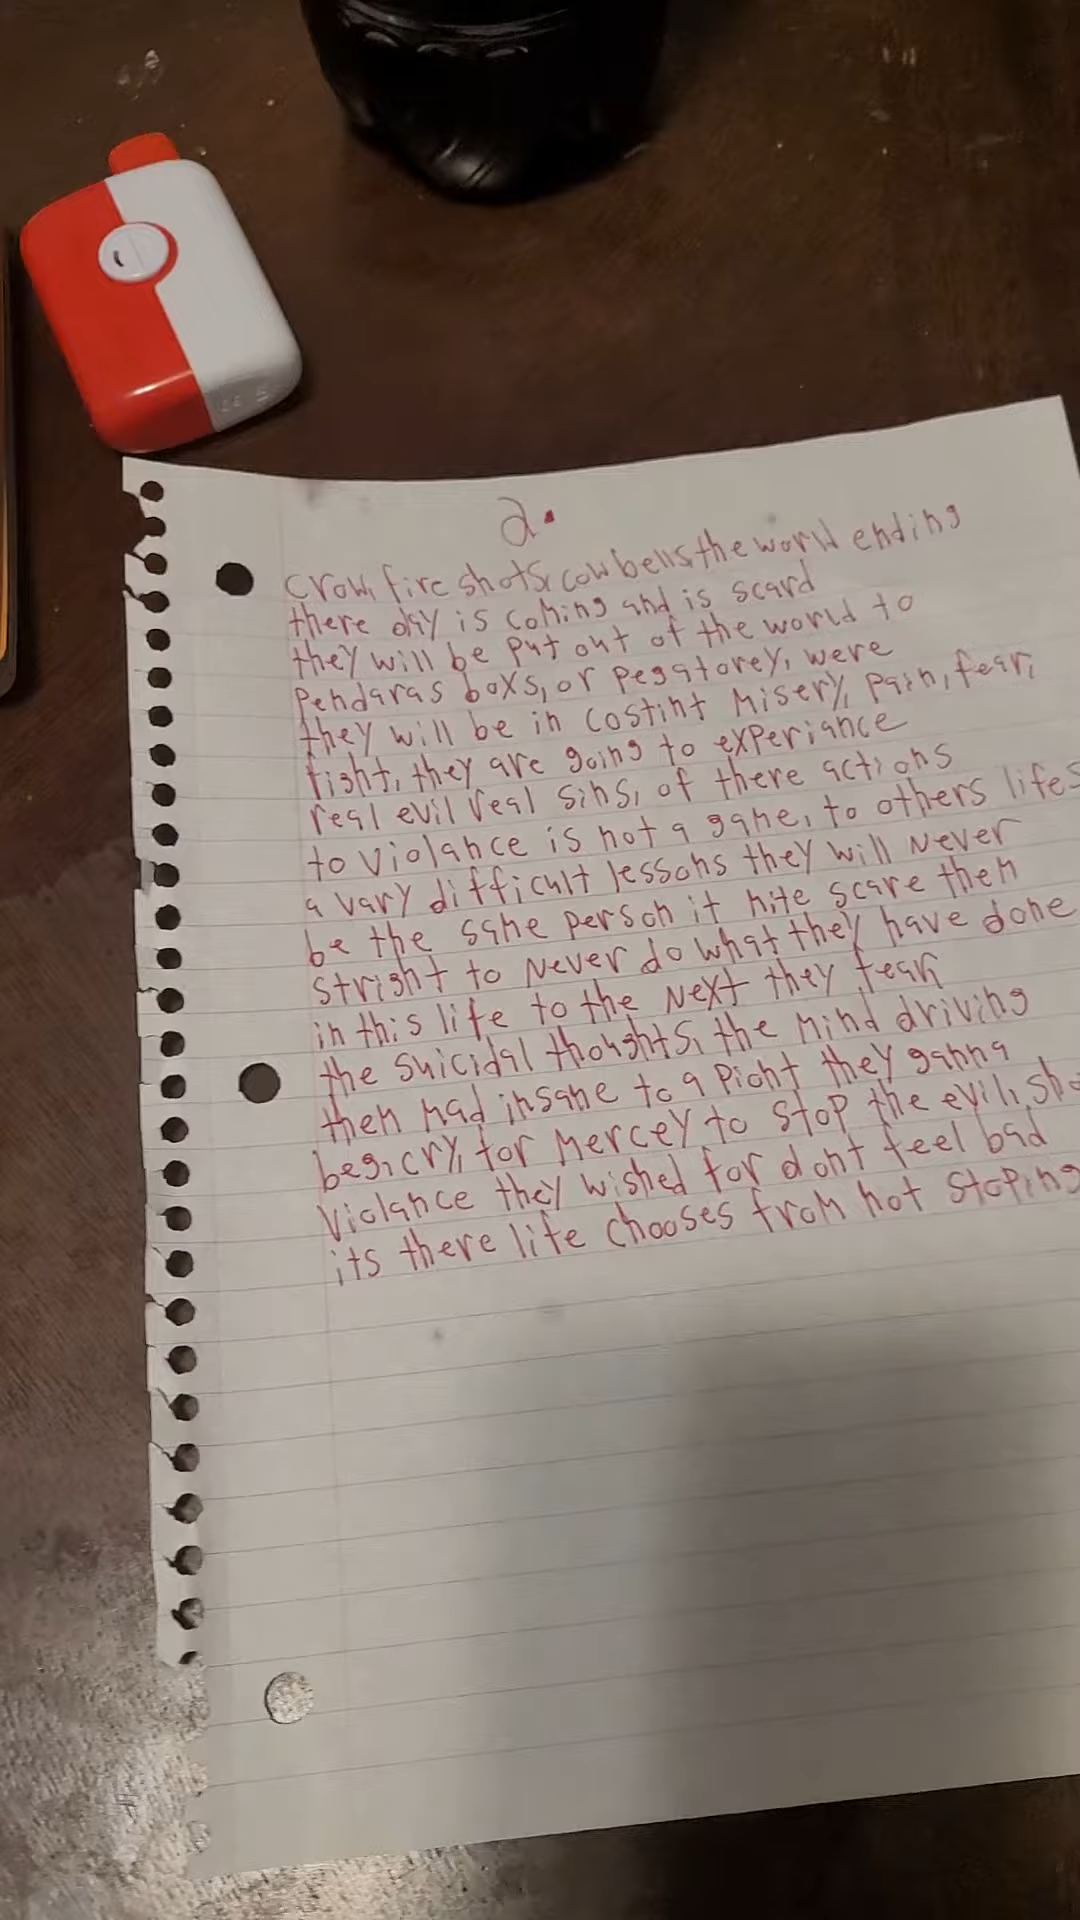 2.
crow, fire shots, cow bells, the world ending
there day is coming and is scard
they will be put out of the world to
Pendaras boxs, or pegatorey, were
they will be in costint misery, pain, fear,
fight, they are going to experiance
real evil real sins, of there actions
to violance is not a game, to others lifes
a vary difficult lessons they will never
be the same person it mite scare them
stright to never do what they have done
in this life to the next they fear
the suicidal thoughts, the mind driving
them mad insane to a piont they ganna
beg, cry, for mercey to stop the evil,
violance they wished for dont feel bad
its there life chooses from not stoping